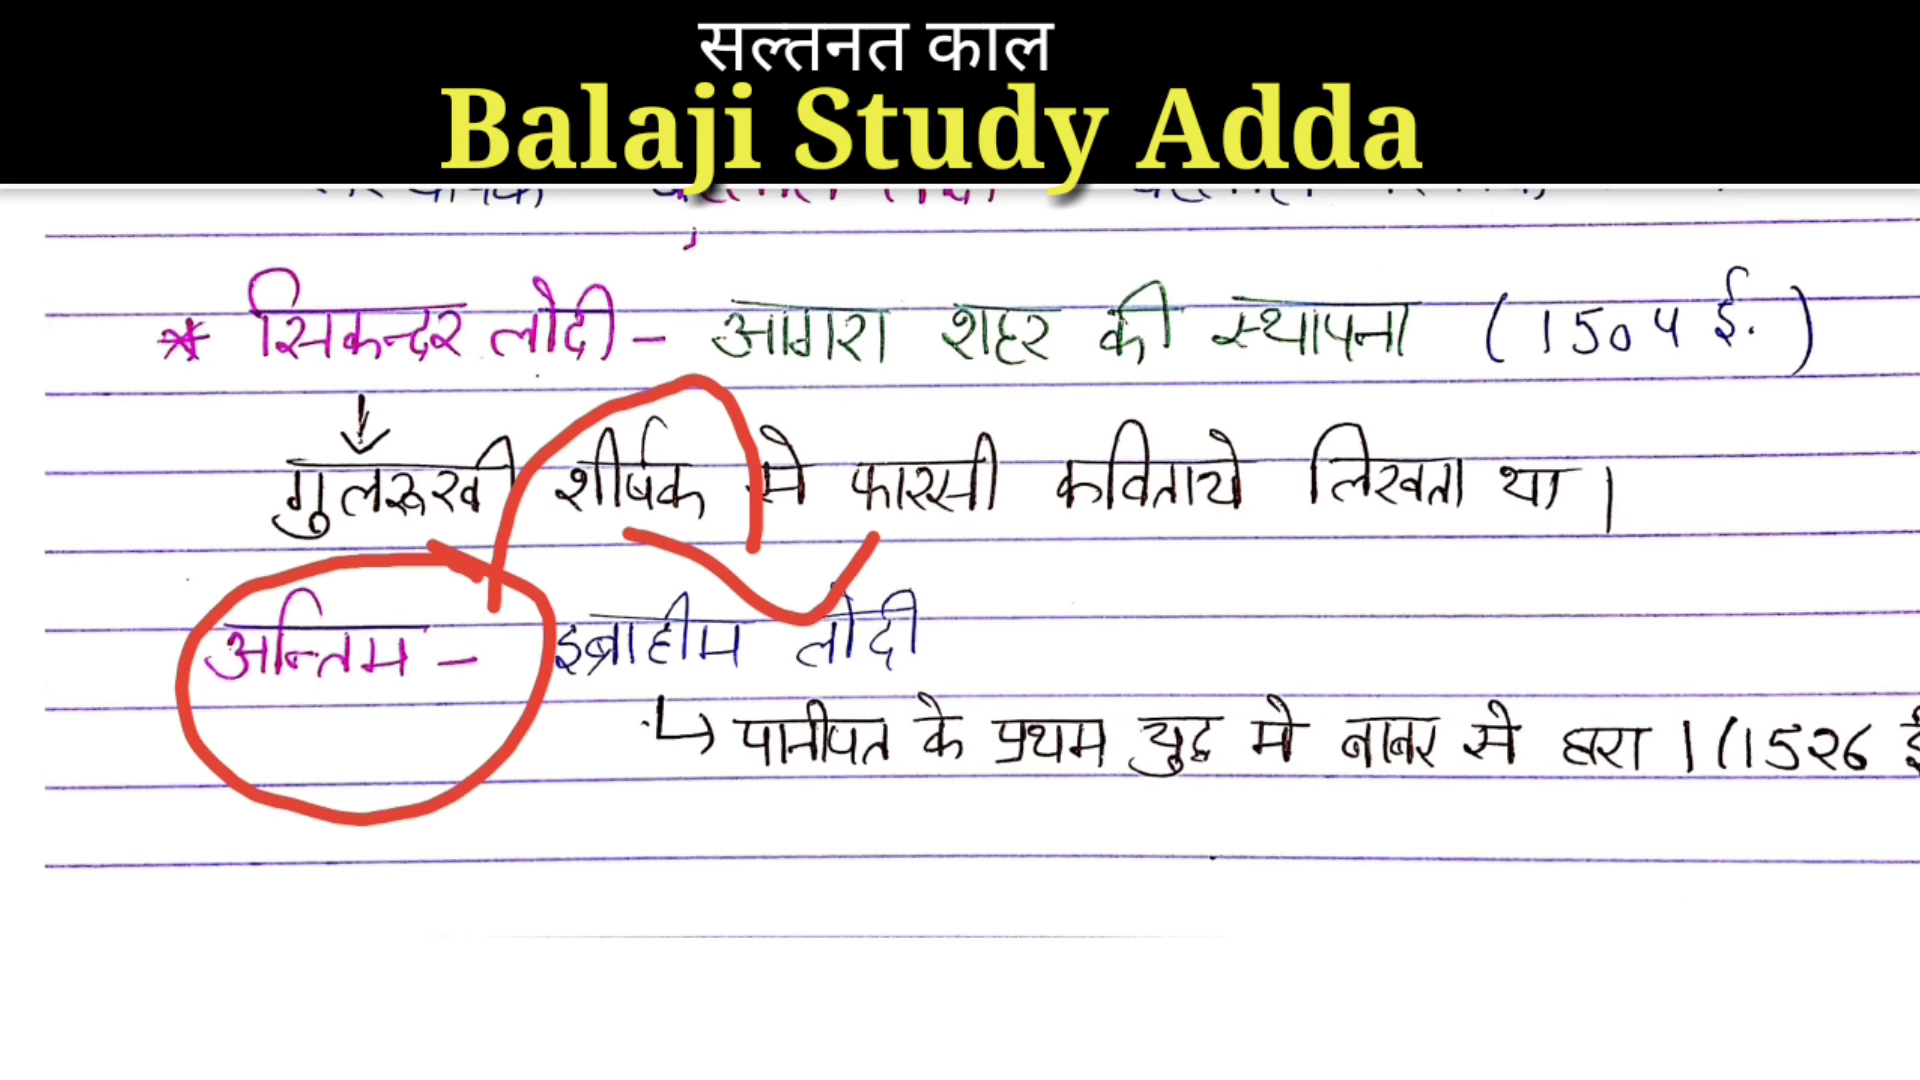 सल्तनत काल
Balaji Study Adda
* सिकन्दर लोदी - आगरा शहर की स्थापना ( 1504 ई. )
↓
गुलरूखी शीर्षक मे फारसी कविताये लिखता था |
अन्तिम - इब्राहीम लोदी
↳ पानीपत के प्रथम युद्ध मे बाबर से हारा । (1526 ई